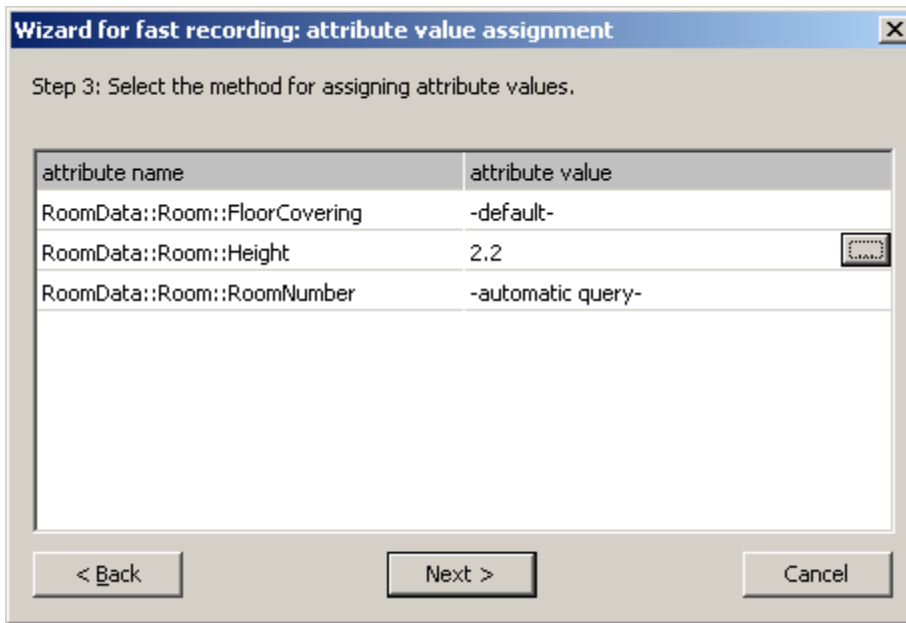 Wizard for fast recording: attribute value assignment
Step 3: Select the method for assigning attribute values.
attribute name attribute value
RoomData::Room::FloorCovering -default-
RoomData::Room::Height 2.2 ...
RoomData::Room::RoomNumber -automatic query-
< Back Next > Cancel